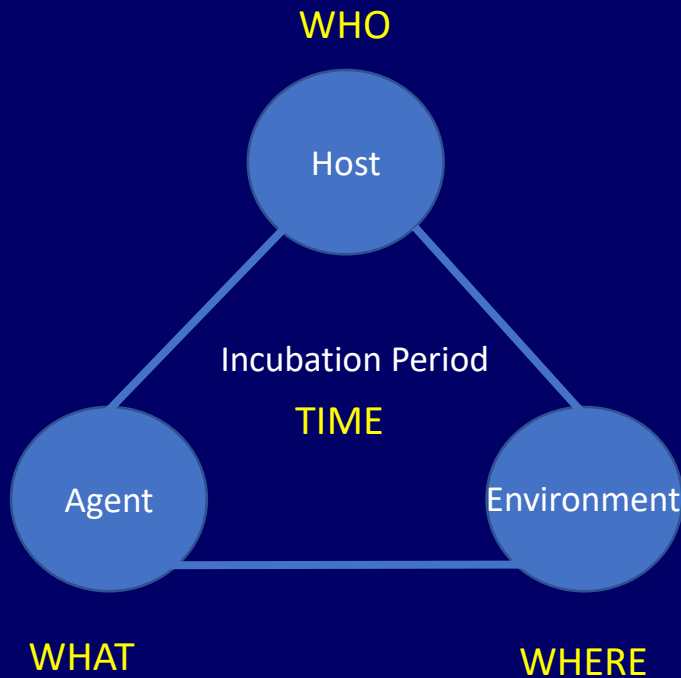 WHO
Host
Incubation Period
TIME
Agent
Environment
WHAT
WHERE